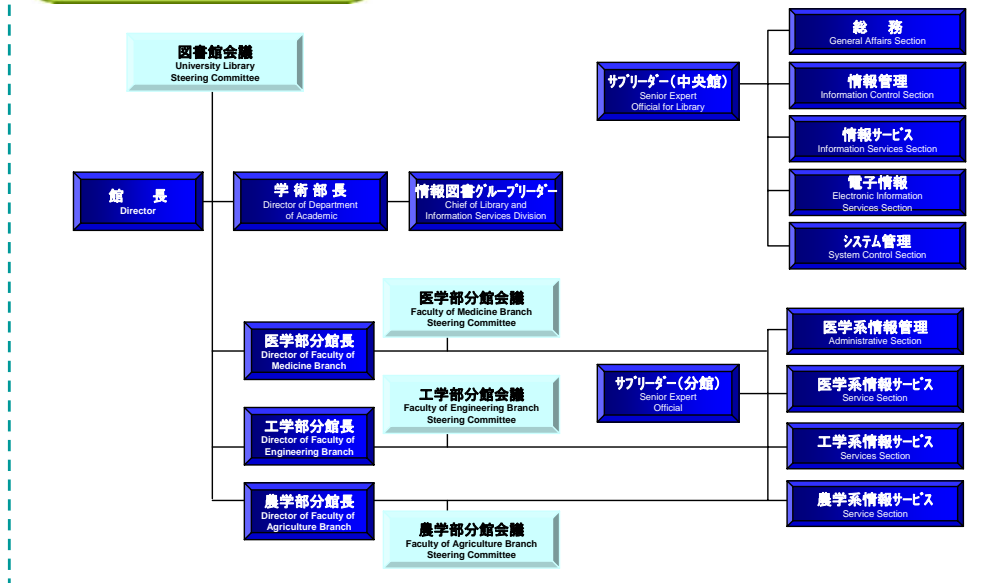 図書館会議
University Library
Steering Committee
館　長
Director
学 術 部 長
Director of Department
of Academic
情報図書ｸﾞﾙｰﾌﾟﾘｰﾀﾞｰ
Chief of Library and
Information Services Division
ｻﾌﾞﾘｰﾀﾞｰ(中央館)
Senior Expert
Official for Library
総　務
General Affairs Section
情報管理
Information Control Section
情報ｻｰﾋﾞｽ
Information Services Section
電子情報
Electronic Information
Services Section
ｼｽﾃﾑ管理
System Control Section
医学部分館会議
Faculty of Medicine Branch
Steering Committee
医学部分館長
Director of Faculty of
Medicine Branch
工学部分館会議
Faculty of Engineering Branch
Steering Committee
工学部分館長
Director of Faculty of
Engineering Branch
農学部分館長
Director of Faculty of
Agriculture Branch
農学部分館会議
Faculty of Agriculture Branch
Steering Committee
ｻﾌﾞﾘｰﾀﾞｰ(分館)
Senior Expert
Official
医学系情報管理
Administrative Section
医学系情報ｻｰﾋﾞｽ
Service Section
工学系情報ｻｰﾋﾞｽ
Services Section
農学系情報ｻｰﾋﾞｽ
Service Section